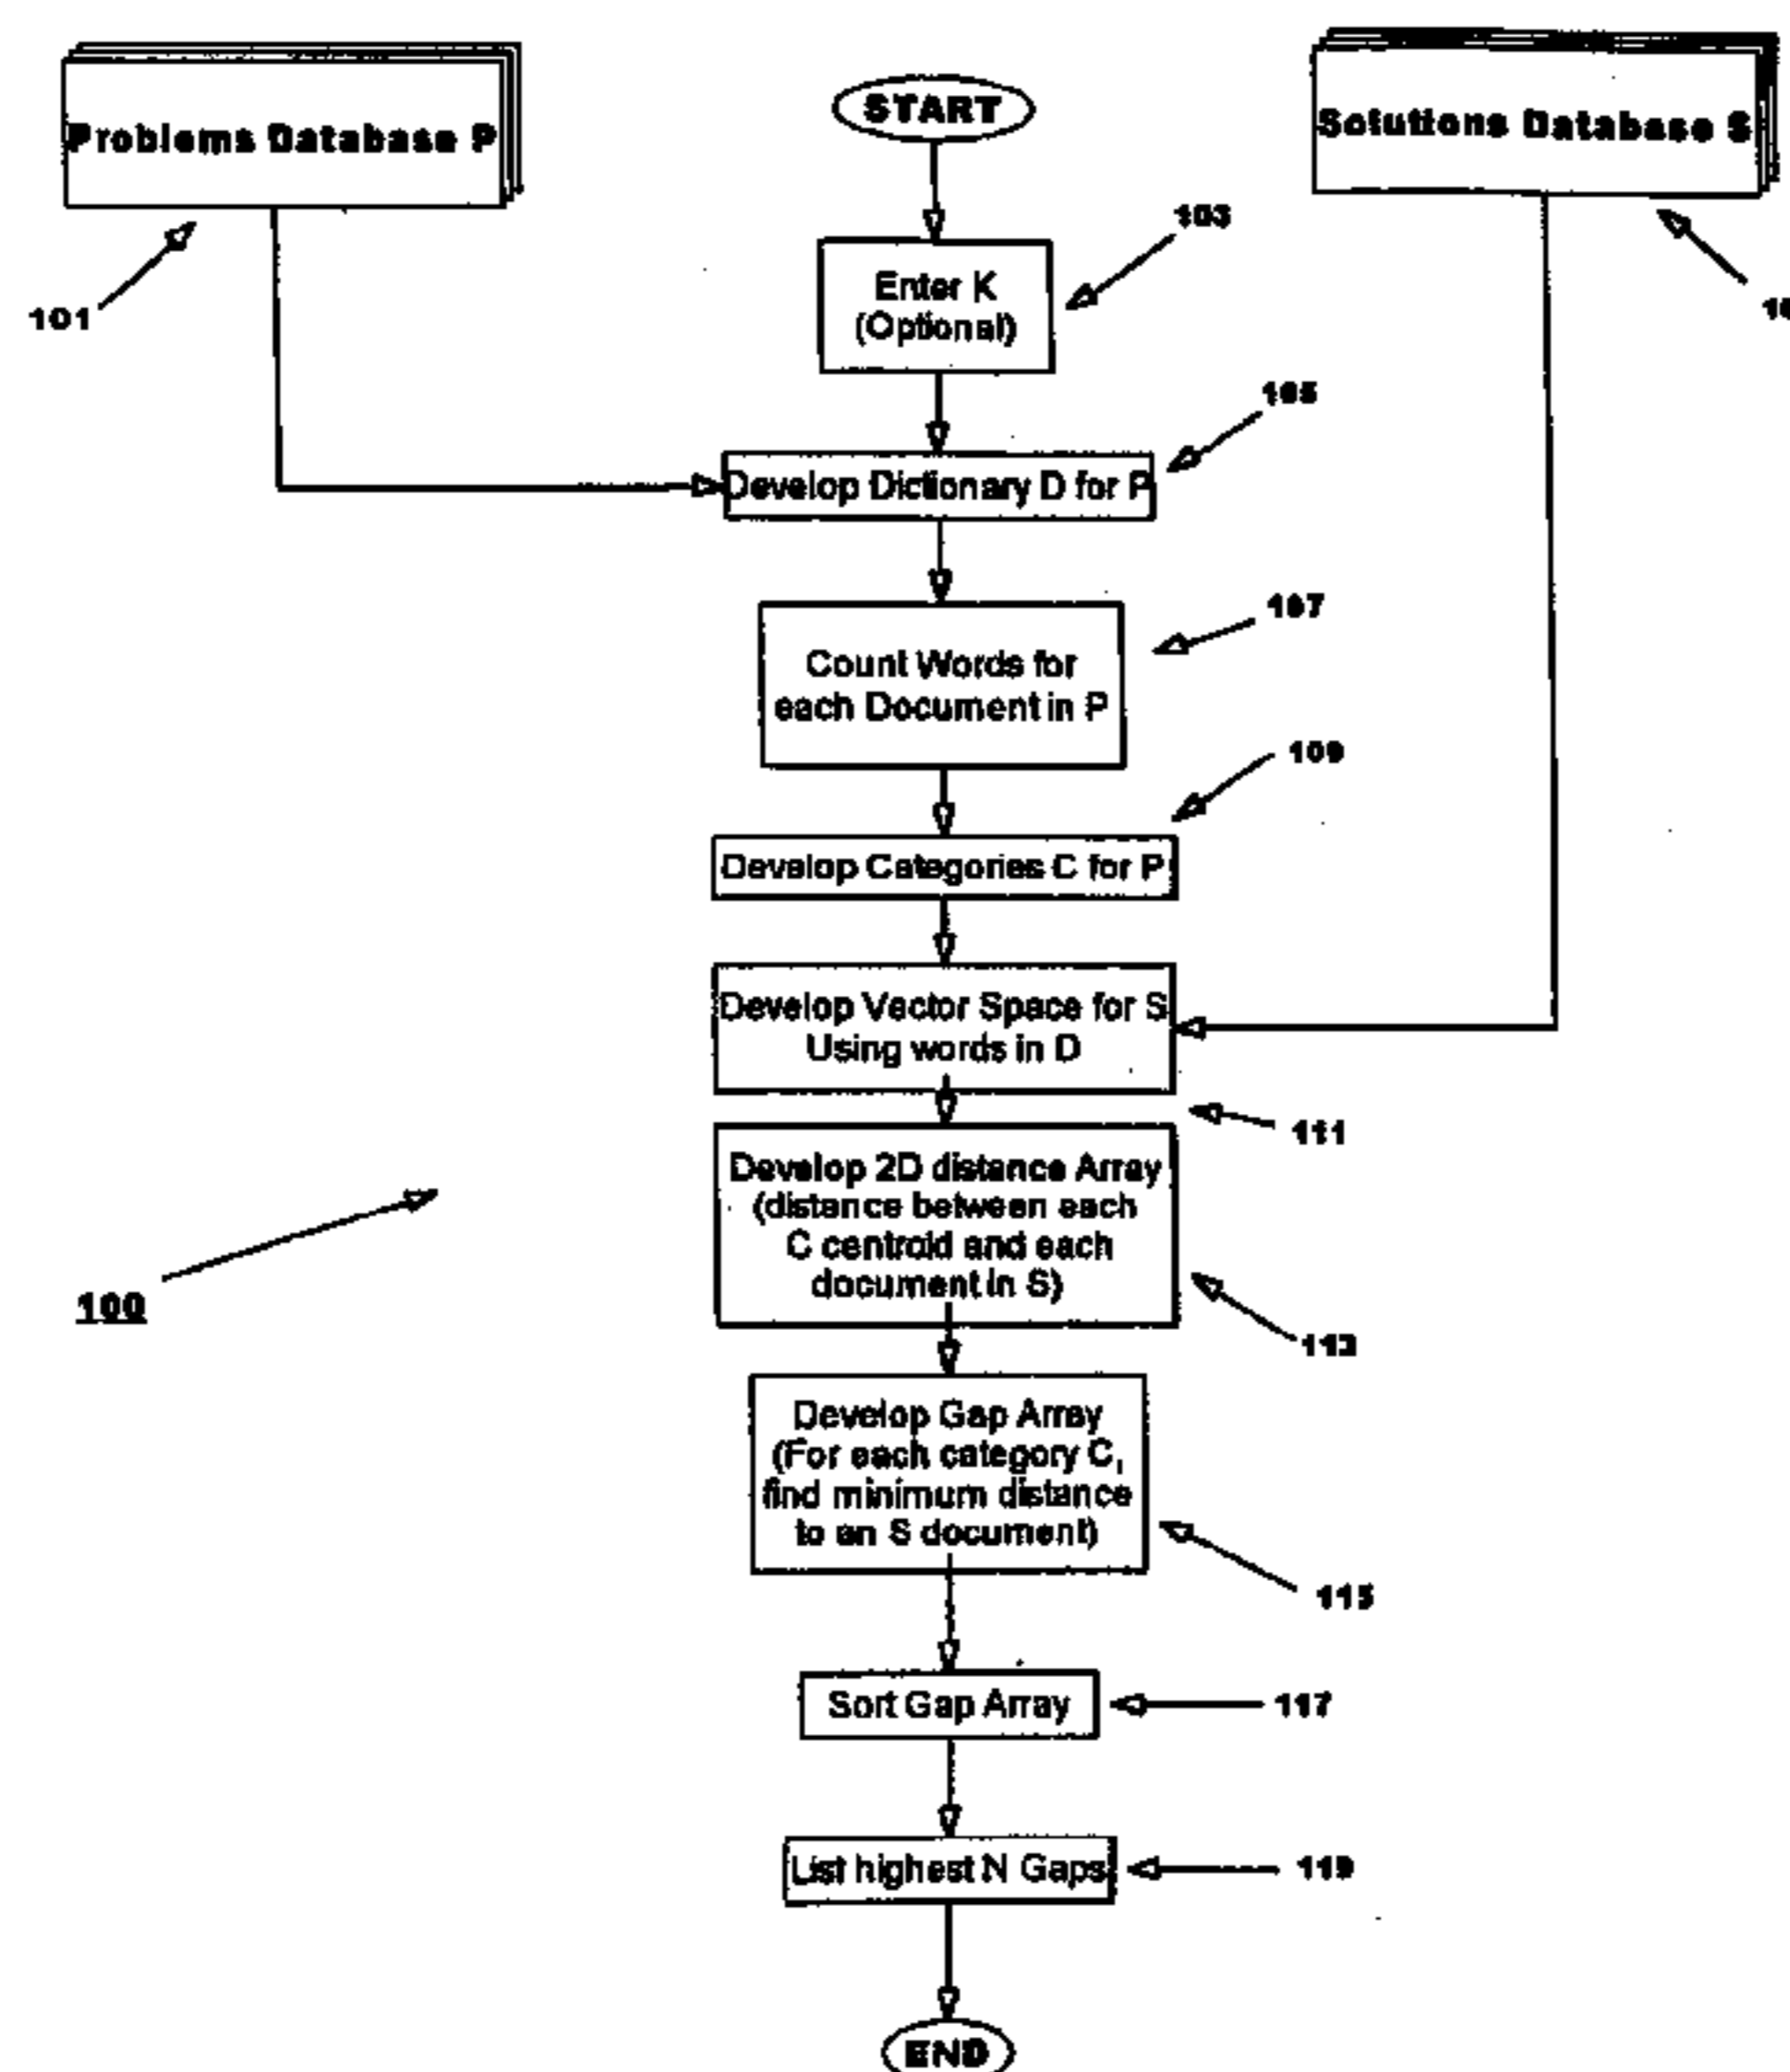 Problems Database P
START
Solutions Database S
103
Enter K
(Optional)
101
105
Develop Dictionary D for P
107
Count Words for
each Document in P
109
Develop Categories C for P
Develop Vector Space for S
Using words in D
111
Develop 2D distance Array
(distance between each
C centroid and each
document in S)
100
113
Develop Gap Array
(For each category C,
find minimum distance
to an S document)
115
Sort Gap Array
117
List highest N Gaps
119
END